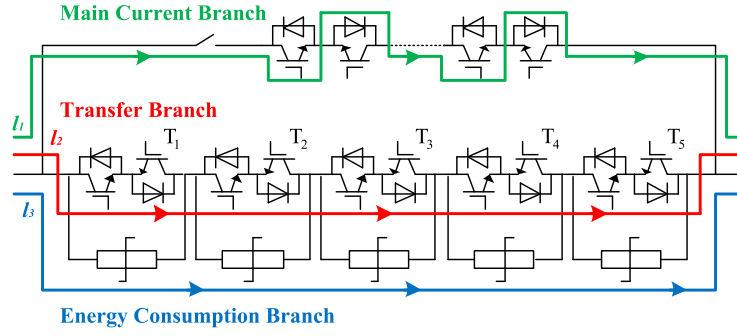 Main Current Branch
l1
Transfer Branch
l2
T1 T2 T3 T4 T5
l3
Energy Consumption Branch